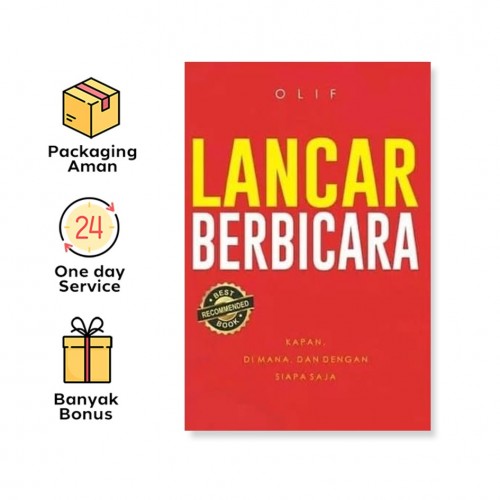 Packaging
Aman
24
One day
Service
Banyak
Bonus
OLIF
LANCAR
BERBICARA
BEST
RECOMMENDED
BOOK
KAPAN,
DI MANA, DAN DENGAN
SIAPA SAJA